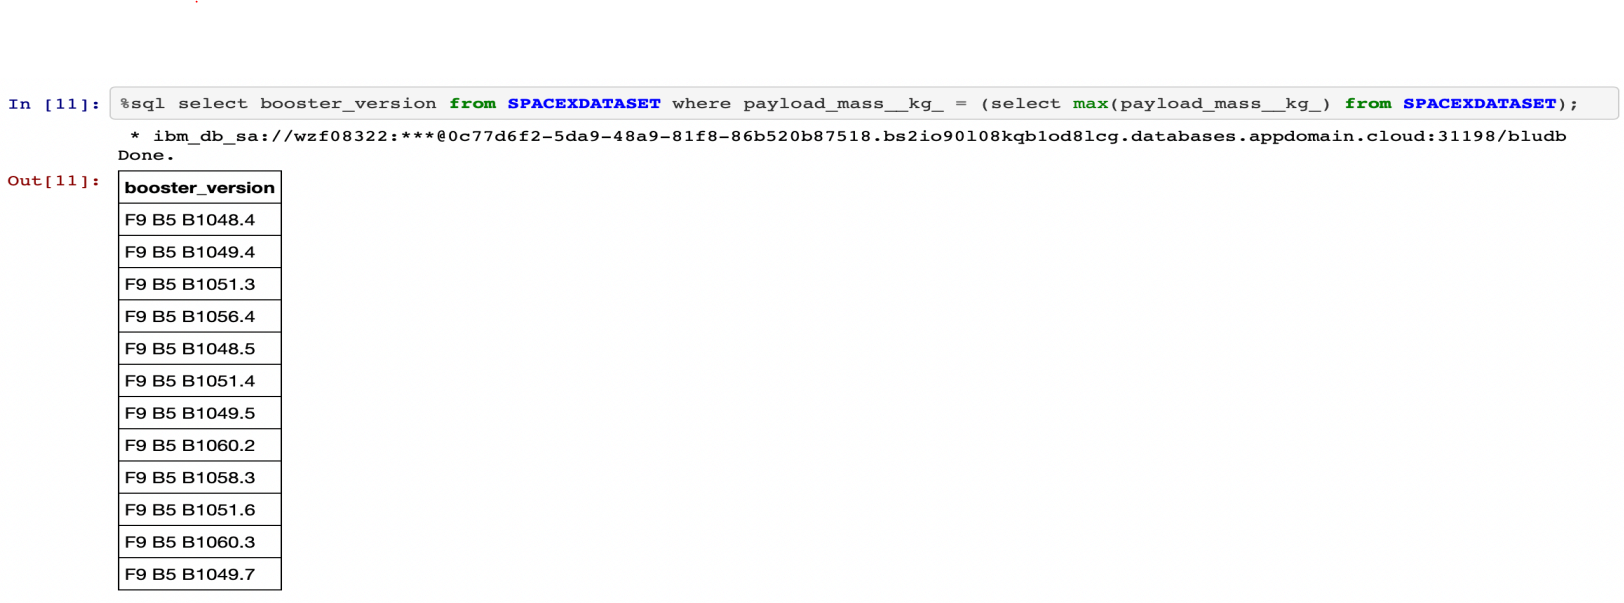 In [11]: %sql select booster_version from SPACEXDATASET where payload_mass__kg_ = (select max(payload_mass__kg_) from SPACEXDATASET);
* ibm_db_sa://wzf08322:***@0c77d6f2-5da9-48a9-81f8-86b520b87518.bs2io90l08kqb1od8lcg.databases.appdomain.cloud:31198/bludb
Done.
Out[11]:
booster_version
F9 B5 B1048.4
F9 B5 B1049.4
F9 B5 B1051.3
F9 B5 B1056.4
F9 B5 B1048.5
F9 B5 B1051.4
F9 B5 B1049.5
F9 B5 B1060.2
F9 B5 B1058.3
F9 B5 B1051.6
F9 B5 B1060.3
F9 B5 B1049.7